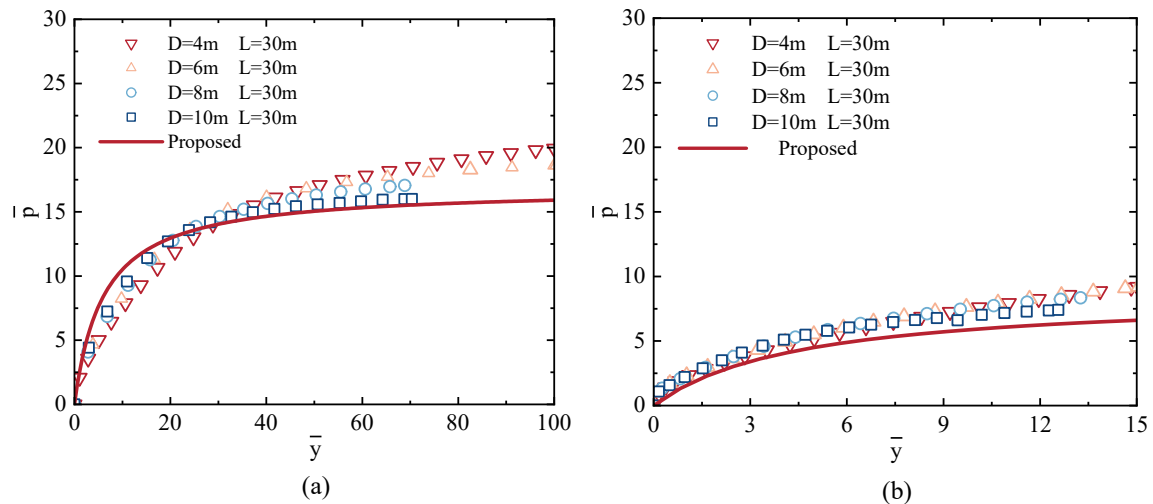 30
25
20
15
10
5
0
p̅
D=4m L=30m
D=6m L=30m
D=8m L=30m
D=10m L=30m
Proposed
0 20 40 60 80 100
y̅
(a)
30
25
20
15
10
5
0
p̅
D=4m L=30m
D=6m L=30m
D=8m L=30m
D=10m L=30m
Proposed
0 3 6 9 12 15
y̅
(b)